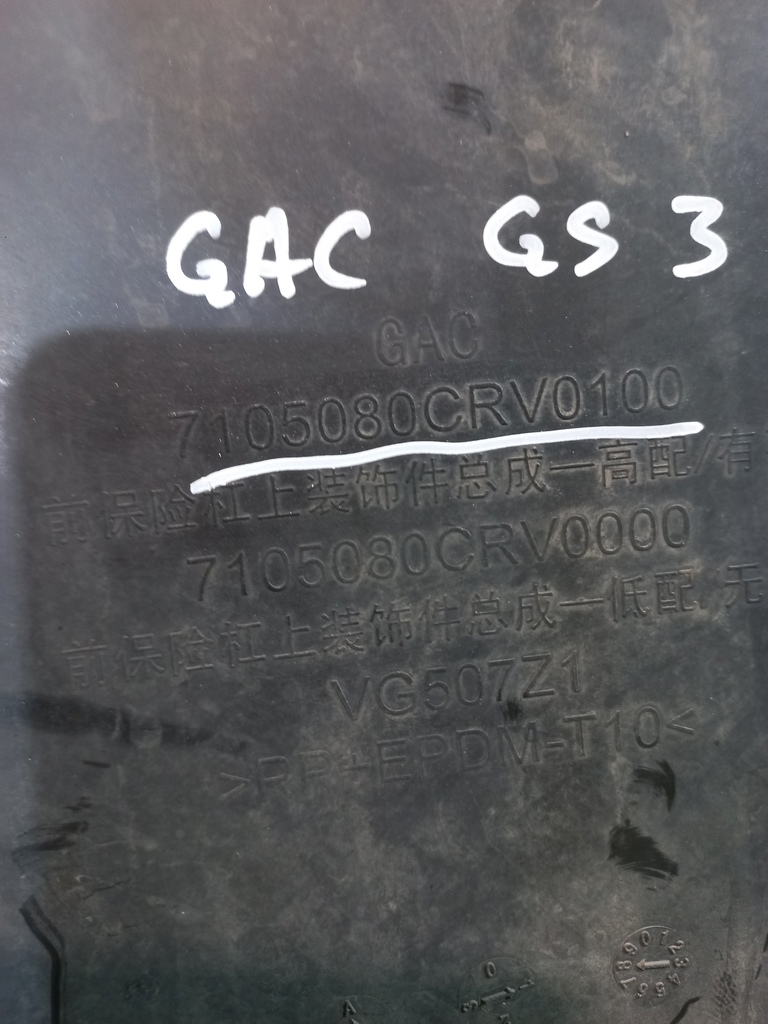 GAC GS 3
GAC
7105080CRV0100
前保险杠上装饰件总成一高配/有
7105080CRV0000
前保险杠上装饰件总成一低配 无
VG507Z1
>PP+EPDM-T10<